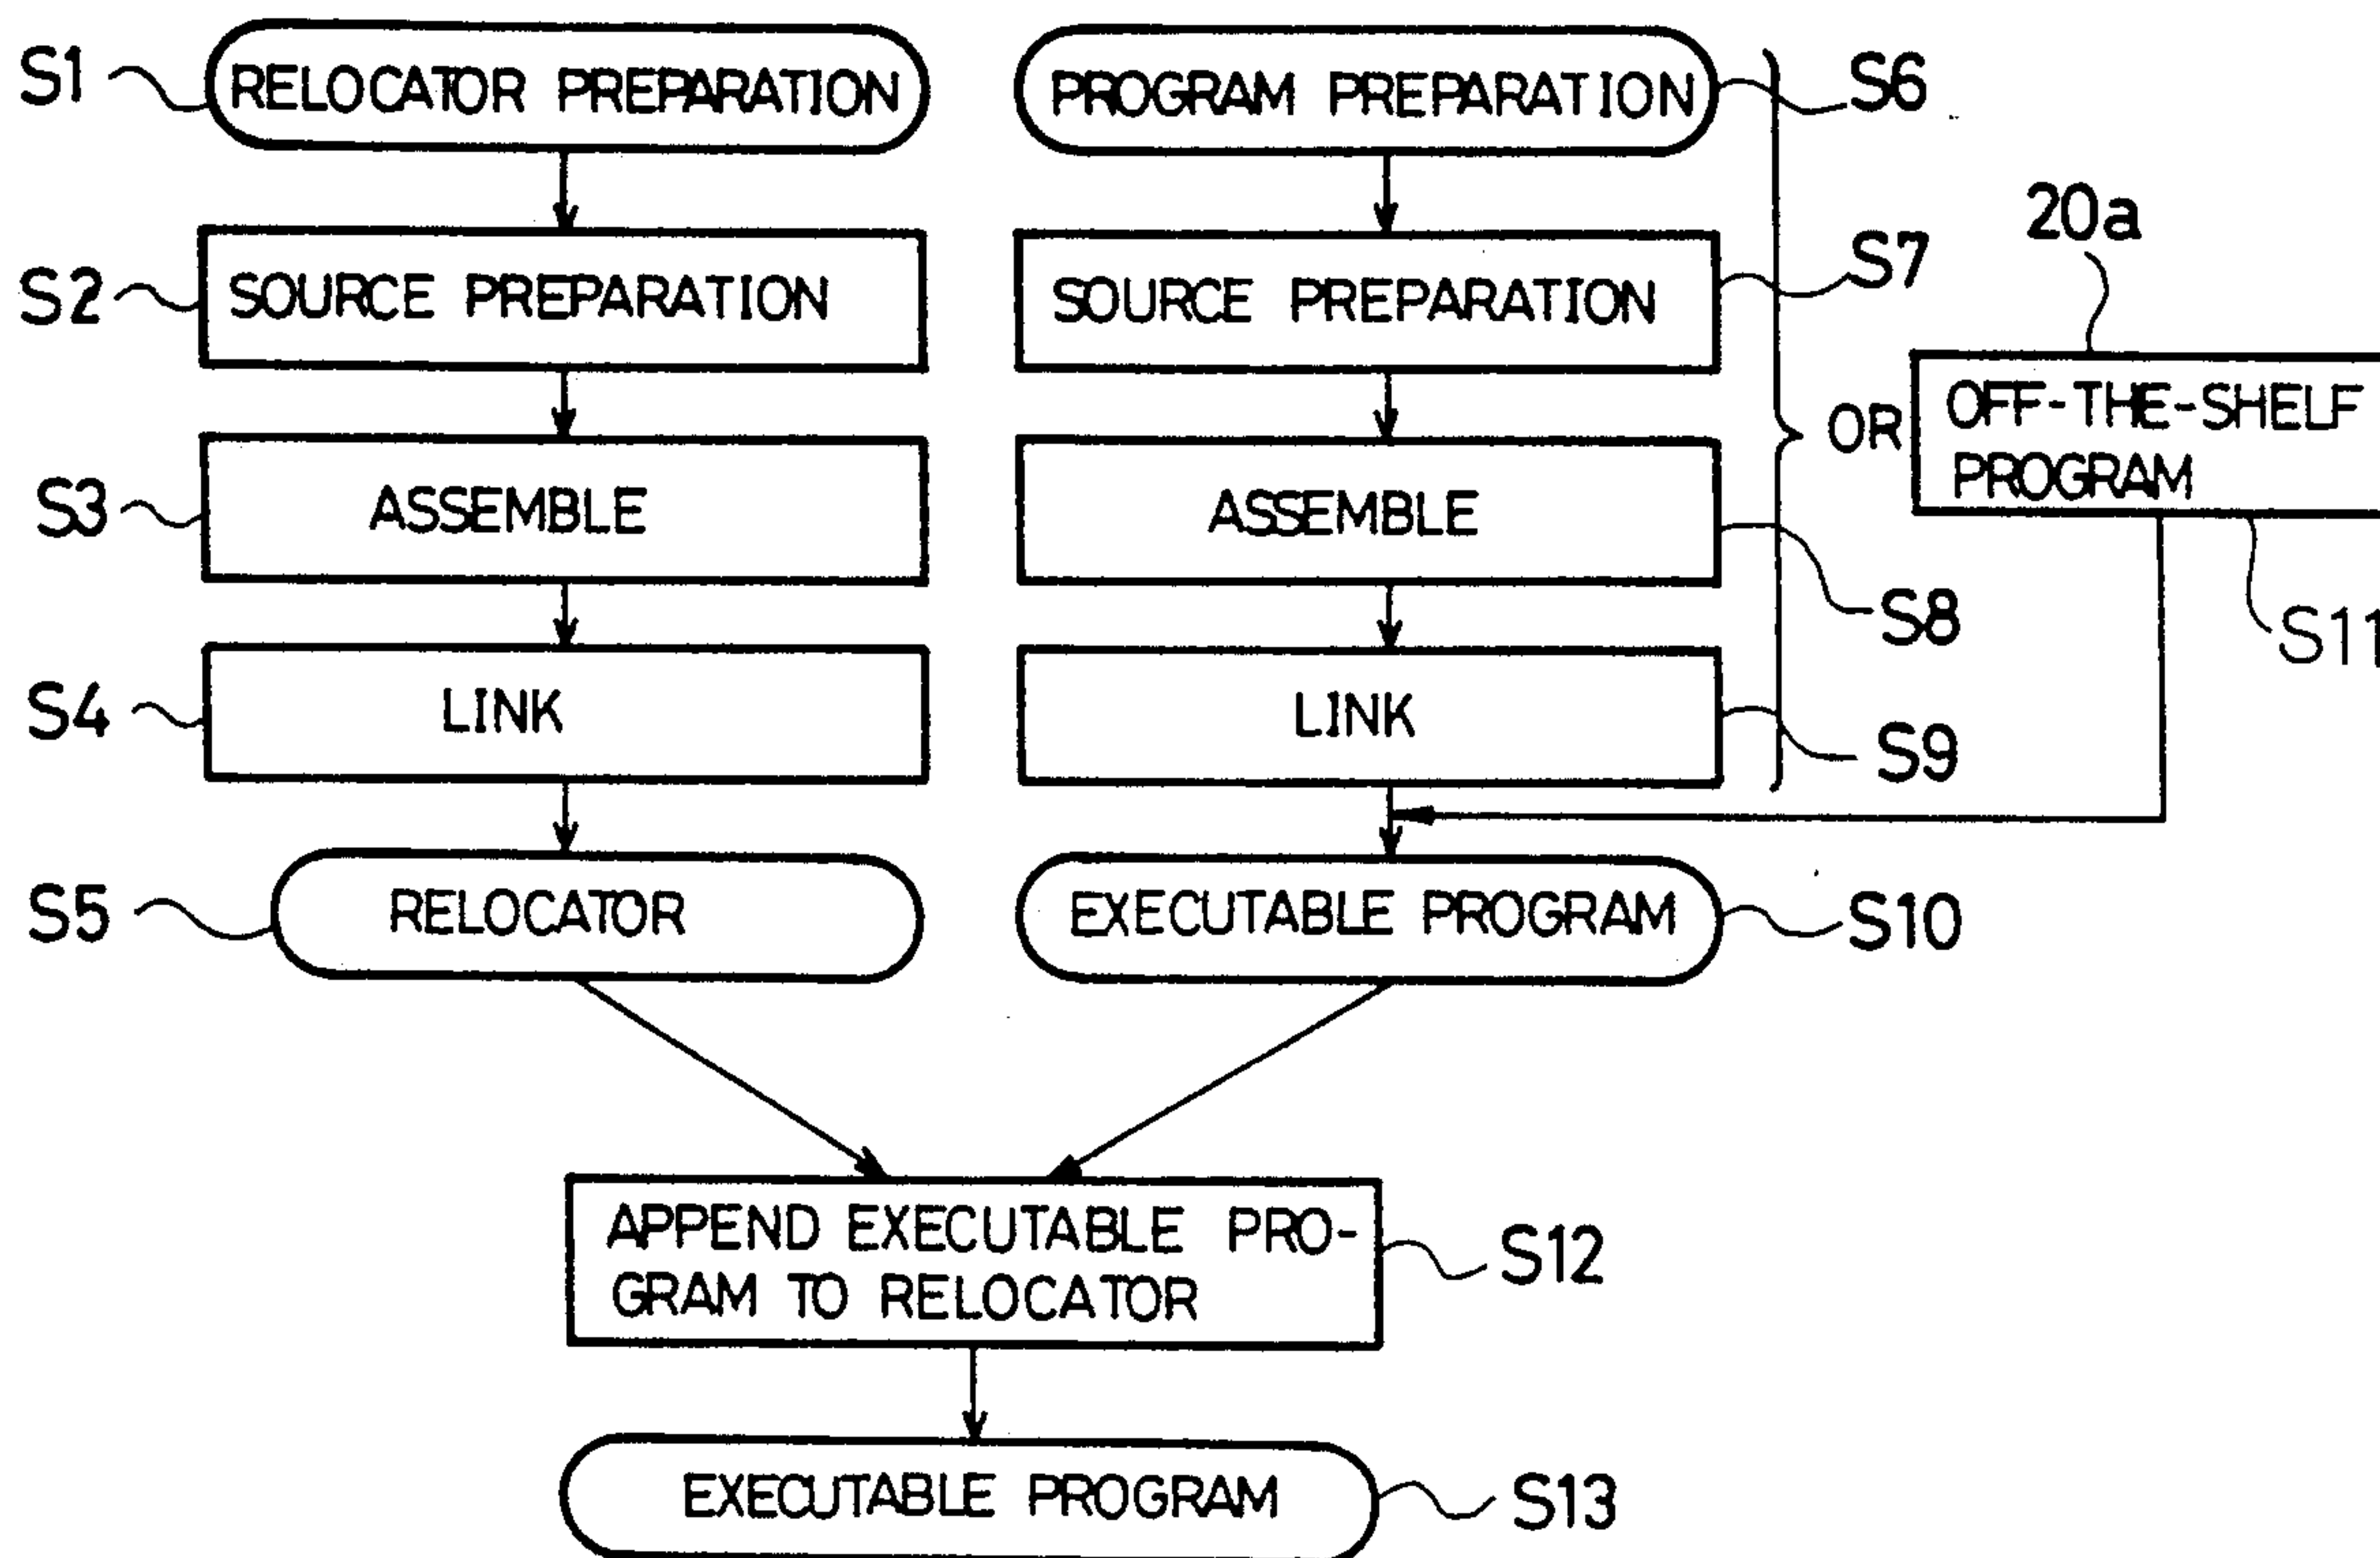 S1
RELOCATOR PREPARATION
PROGRAM PREPARATION
S6
S2
SOURCE PREPARATION
SOURCE PREPARATION
S7
20a
OR
OFF-THE-SHELF
PROGRAM
S3
ASSEMBLE
ASSEMBLE
S8
S11
S4
LINK
LINK
S9
S5
RELOCATOR
EXECUTABLE PROGRAM
S10
APPEND EXECUTABLE PRO-
GRAM TO RELOCATOR
S12
EXECUTABLE PROGRAM
S13